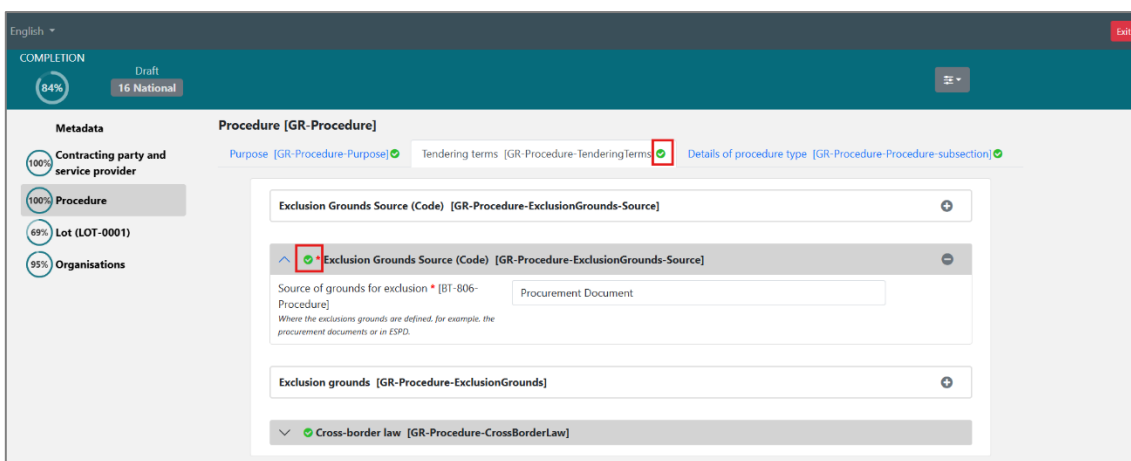 English
Exit
COMPLETION
84%
Draft
16 National
Metadata
100%
Contracting party and
service provider
100%
Procedure
69%
Lot (LOT-0001)
95%
Organisations
Procedure [GR-Procedure]
Purpose [GR-Procedure-Purpose]
Tendering terms [GR-Procedure-TenderingTerms
Details of procedure type [GR-Procedure-Procedure-subsection]
Exclusion Grounds Source (Code) [GR-Procedure-ExclusionGrounds-Source]
* Exclusion Grounds Source (Code) [GR-Procedure-ExclusionGrounds-Source]
Source of grounds for exclusion * [BT-806-
Procedure]
Procurement Document
Where the exclusions grounds are defined, for example, the
procurement documents or in ESPD.
Exclusion grounds [GR-Procedure-ExclusionGrounds]
Cross-border law [GR-Procedure-CrossBorderLaw]